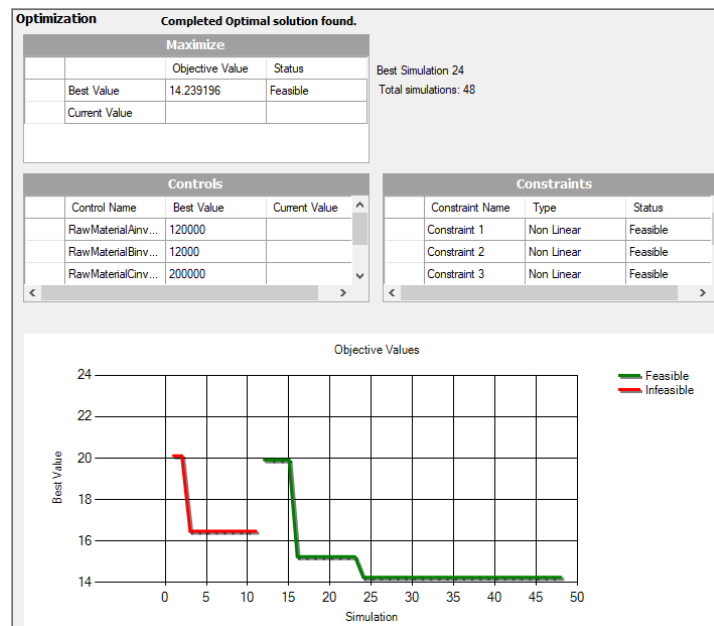 Optimization
Completed Optimal solution found.
Maximize
Objective Value Status
Best Value 14.239196 Feasible
Current Value
Best Simulation 24
Total simulations: 48
Controls
Control Name Best Value Current Value
RawMaterialAinv... 120000
RawMaterialBinv... 12000
RawMaterialCinv... 200000
Constraints
Constraint Name Type Status
Constraint 1 Non Linear Feasible
Constraint 2 Non Linear Feasible
Constraint 3 Non Linear Feasible
Objective Values
Feasible
Infeasible
Best Value
24
22
20
18
16
14
0 5 10 15 20 25 30 35 40 45 50
Simulation